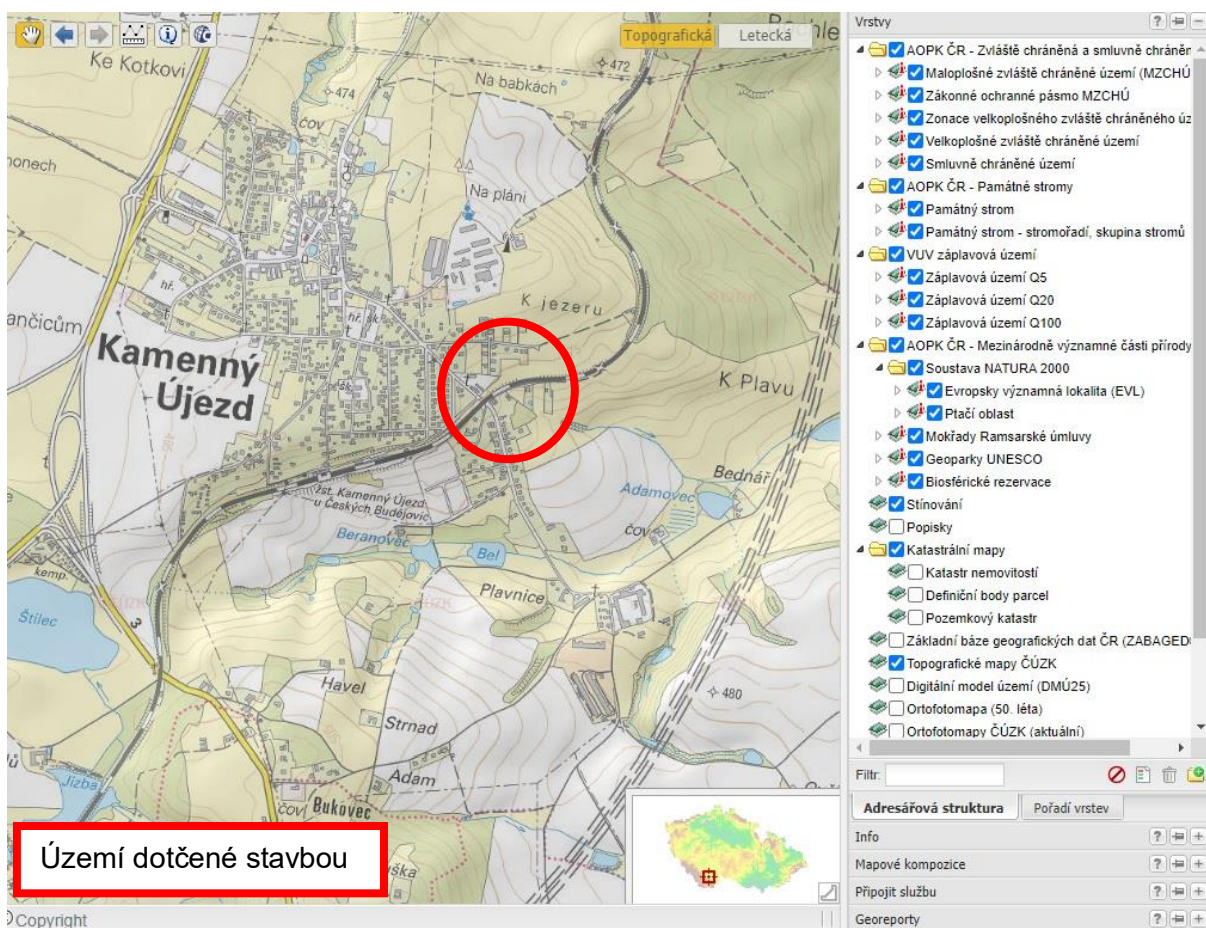 Topografická
Letecká
472
Ke Kotkovi
474
Na babkách
ČOV
Na pláni
hř.
hř.
K jezeru
ančicům
Kamenný
Újezd
šk.
K Plavu
žst. Kamenný Újezd
u Českých Budějovic
Bednář
Adamovec
ČOV
Beranovec
Bel
kemp.
Plavnice
Štilec
3
Havel
480
Strnad
Adam
Jizba
ČOV
Bukovec
Území dotčené stavbou
Copyright
Vrstvy
AOPK ČR - Zvláště chráněná a smluvně chráněn
Maloplošné zvláště chráněné území (MZCHÚ
Zákonné ochranné pásmo MZCHÚ
Zonace velkoplošného zvláště chráněného úz
Velkoplošné zvláště chráněné území
Smluvně chráněné území
AOPK ČR - Památné stromy
Památný strom
Památný strom - stromořadí, skupina stromů
VUV záplavová území
Záplavová území Q5
Záplavová území Q20
Záplavová území Q100
AOPK ČR - Mezinárodně významné části přírody
Soustava NATURA 2000
Evropsky významná lokalita (EVL)
Ptačí oblast
Mokřady Ramsarské úmluvy
Geoparky UNESCO
Biosférické rezervace
Stínování
Popisky
Katastrální mapy
Katastr nemovitostí
Definiční body parcel
Pozemkový katastr
Základní báze geografických dat ČR (ZABAGED
Topografické mapy ČÚZK
Digitální model území (DMÚ25)
Ortofotomapa (50. léta)
Ortofotomapy ČÚZK (aktuální)
Filtr:
Adresářová struktura
Pořadí vrstev
Info
Mapové kompozice
Připojit službu
Georeporty